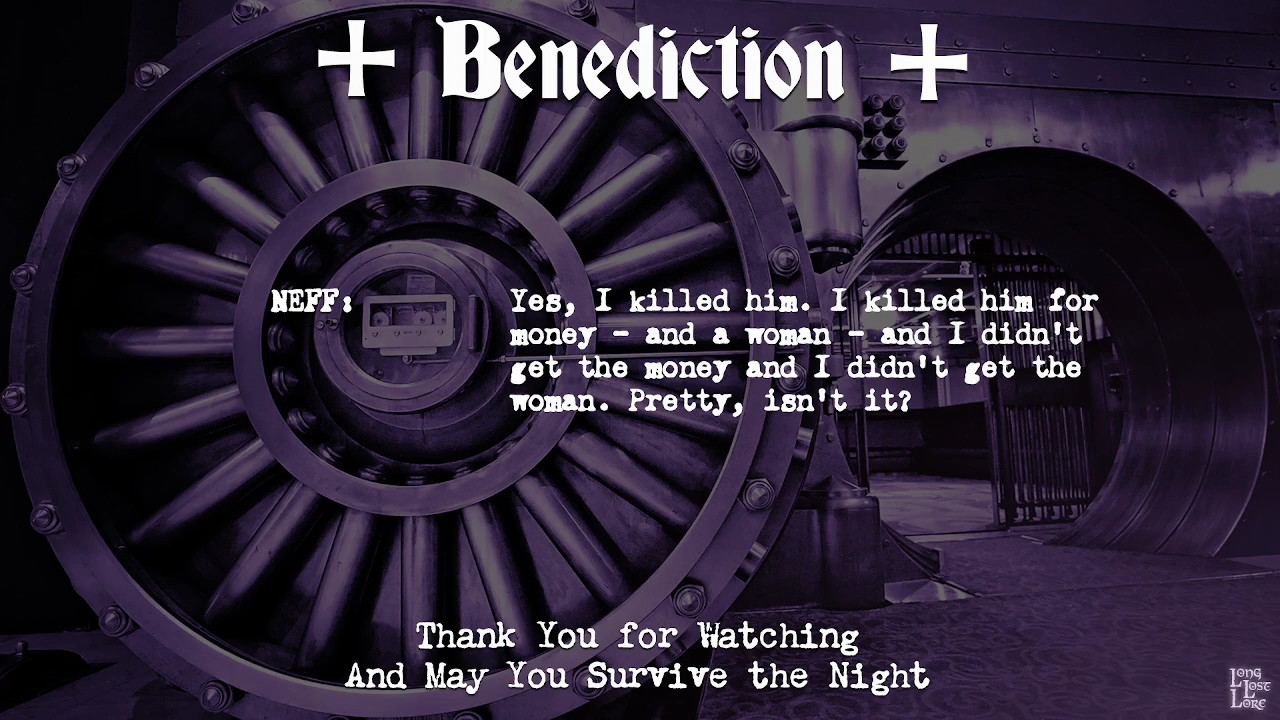 Benediction
NEFF: Yes, I killed him. I killed him for
money - and a woman - and I didn't
get the money and I didn't get the
woman. Pretty, isn't it?
Thank You for Watching
And May You Survive the Night
Long
Lost
Lore